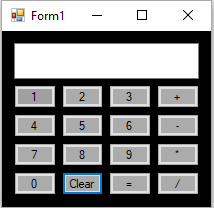 Form1
1 2 3 +
4 5 6 -
7 8 9 *
0 Clear = /